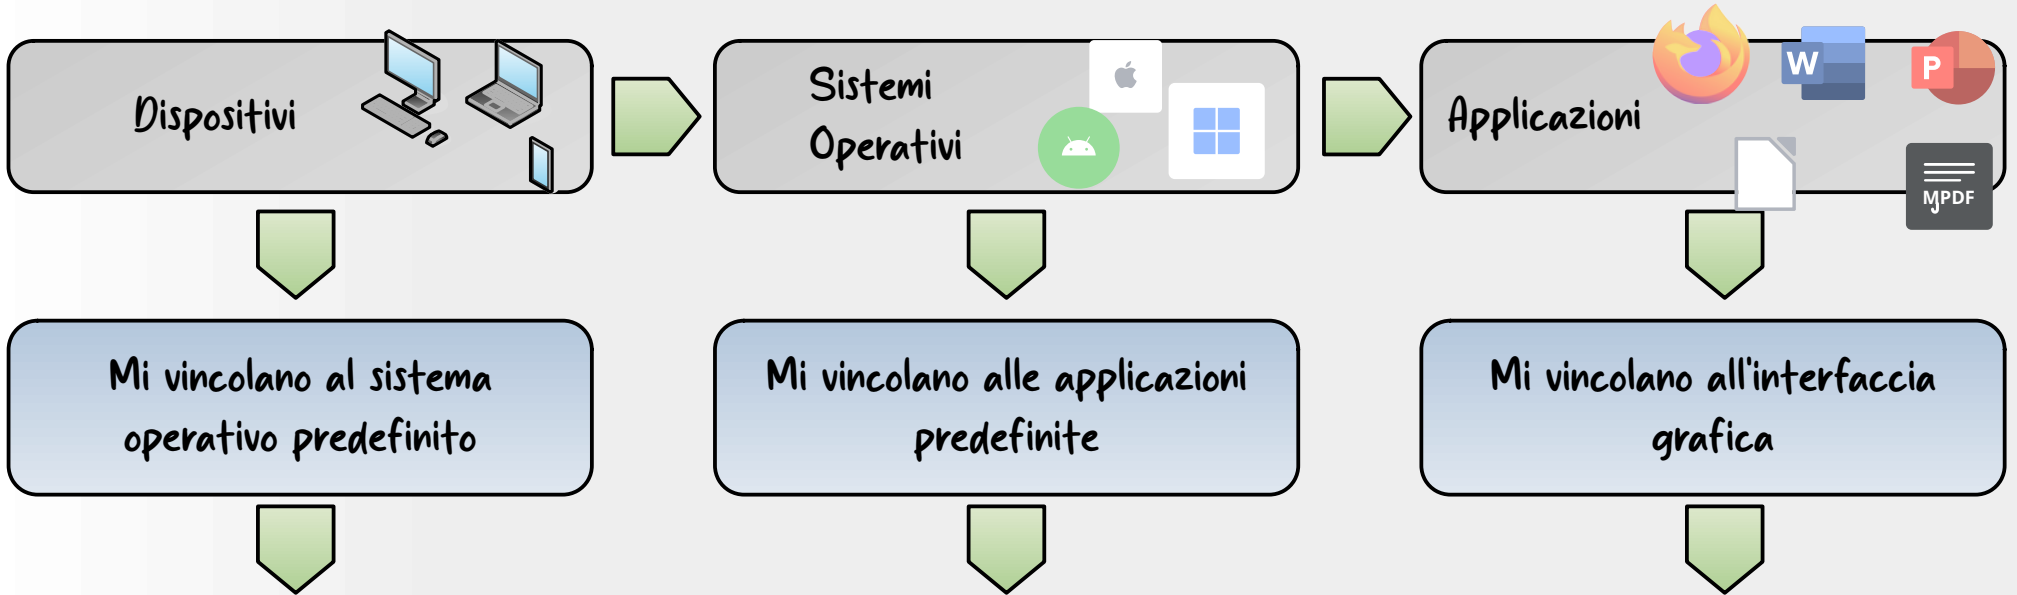 Dispositivi
Sistemi
Operativi
Applicazioni
W
P
MPDF
Mi vincolano al sistema
operativo predefinito
Mi vincolano alle applicazioni
predefinite
Mi vincolano all'interfaccia
grafica